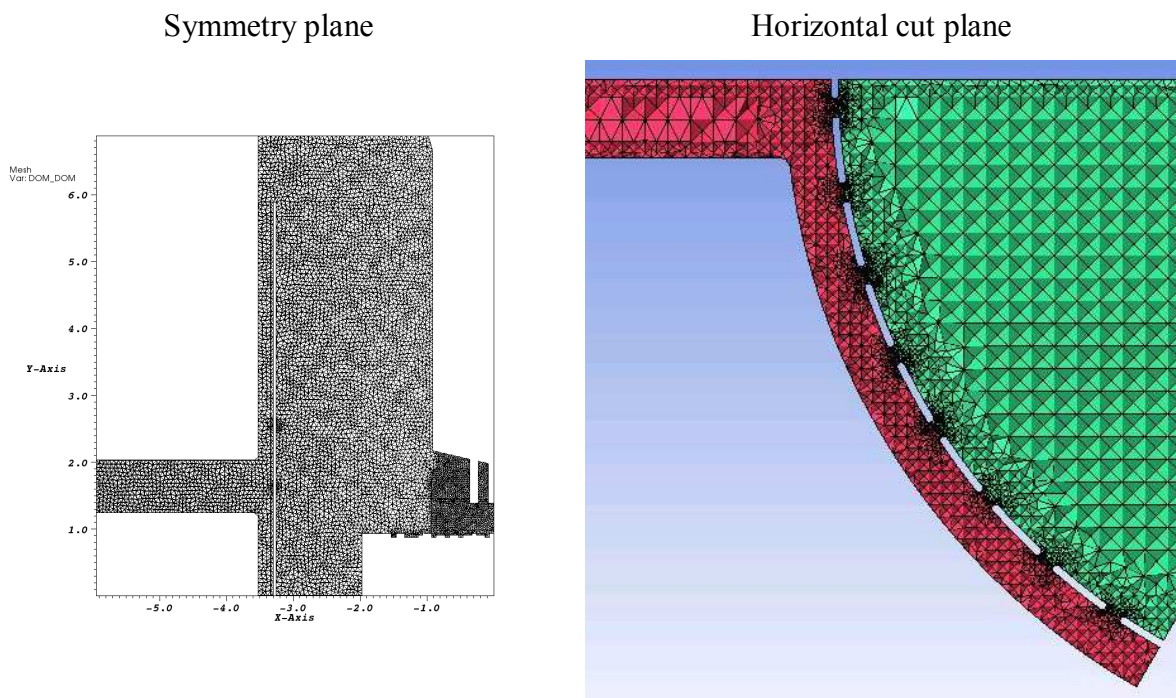 Symmetry plane
Horizontal cut plane
Mesh
Var: DOM_DOM
6.0
5.0
4.0
Y-Axis
3.0
2.0
1.0
-5.0 -4.0 -3.0 -2.0 -1.0
X-Axis